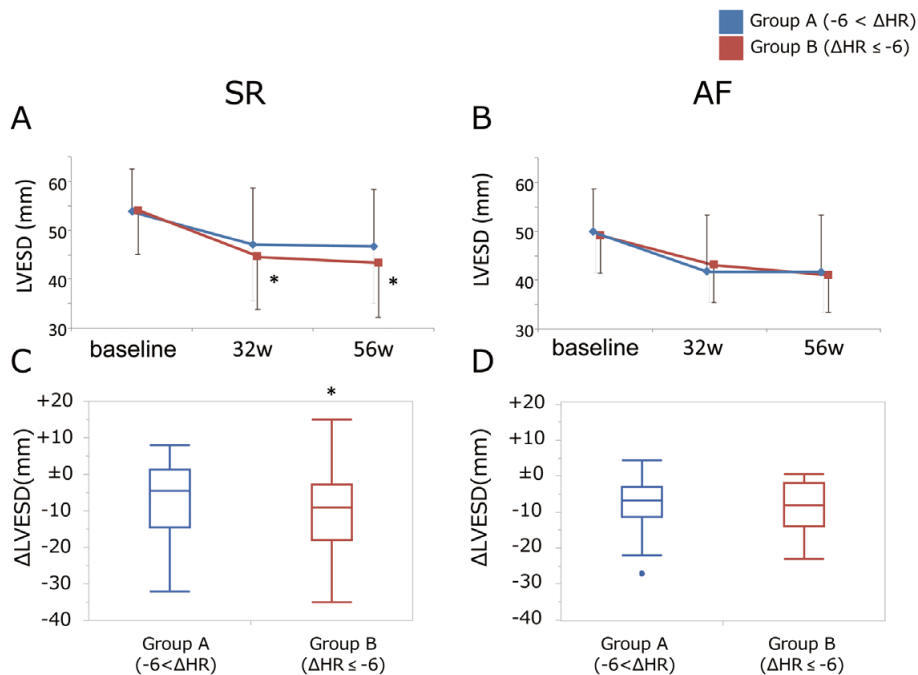 Group A (-6 < ΔHR)
Group B (ΔHR ≤ -6)
SR
AF
A
B
LVESD (mm)
60
50
40
30
baseline
32w
56w
*
*
LVESD (mm)
60
50
40
30
baseline
32w
56w
C
D
ΔLVESD(mm)
+20
+10
±0
-10
-20
-30
-40
*
Group A
(-6<ΔHR)
Group B
(ΔHR ≤ -6)
ΔLVESD(mm)
+20
+10
±0
-10
-20
-30
-40
Group A
(-6<ΔHR)
Group B
(ΔHR ≤ -6)